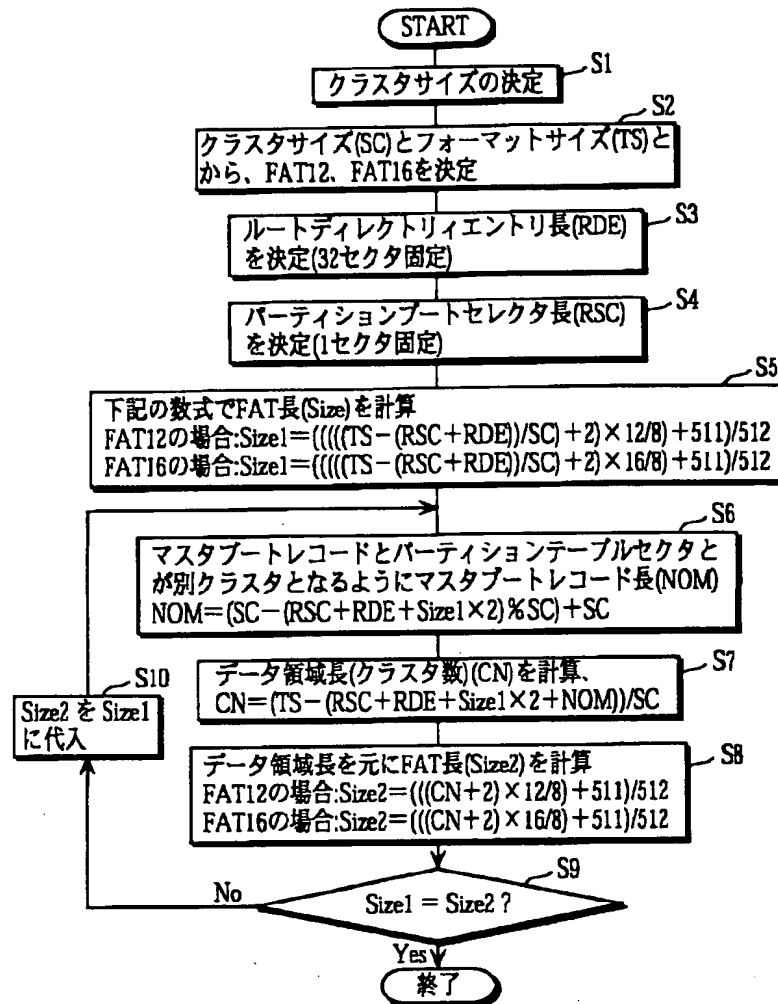 START
S1
クラスタサイズの決定
S2
クラスタサイズ(SC)とフォーマットサイズ(TS)と
から、FAT12、FAT16を決定
S3
ルートディレクトリィエントリ長(RDE)
を決定(32セクタ固定)
S4
パーティションブートセレクタ長(RSC)
を決定(1セクタ固定)
S5
下記の数式でFAT長(Size)を計算
FAT12の場合:Size1=(((((TS-(RSC+RDE))/SC)+2)×12/8)+511)/512
FAT16の場合:Size1=(((((TS-(RSC+RDE))/SC)+2)×16/8)+511)/512
S6
マスタブートレコードとパーティションテーブルセクタと
が別クラスタとなるようにマスタブートレコード長(NOM)
NOM=(SC-(RSC+RDE+Size1×2)%SC)+SC
S7
データ領域長(クラスタ数)(CN)を計算、
CN=(TS-(RSC+RDE+Size1×2+NOM))/SC
S10
Size2をSize1
に代入
S8
データ領域長を元にFAT長(Size2)を計算
FAT12の場合:Size2=(((CN+2)×12/8)+511)/512
FAT16の場合:Size2=(((CN+2)×16/8)+511)/512
S9
No
Size1 = Size2 ?
Yes
終了